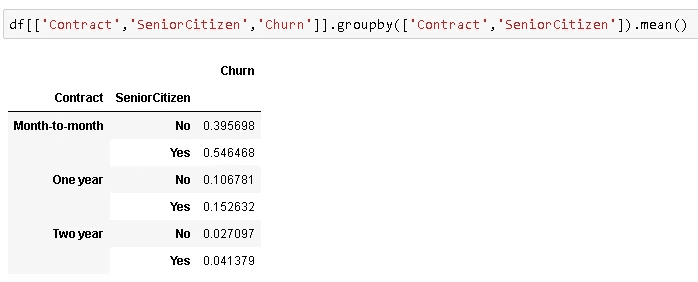 df[['Contract','SeniorCitizen','Churn']].groupby(['Contract','SeniorCitizen']).mean()
Churn
Contract SeniorCitizen
Month-to-month No 0.395698
Yes 0.546468
One year No 0.106781
Yes 0.152632
Two year No 0.027097
Yes 0.041379